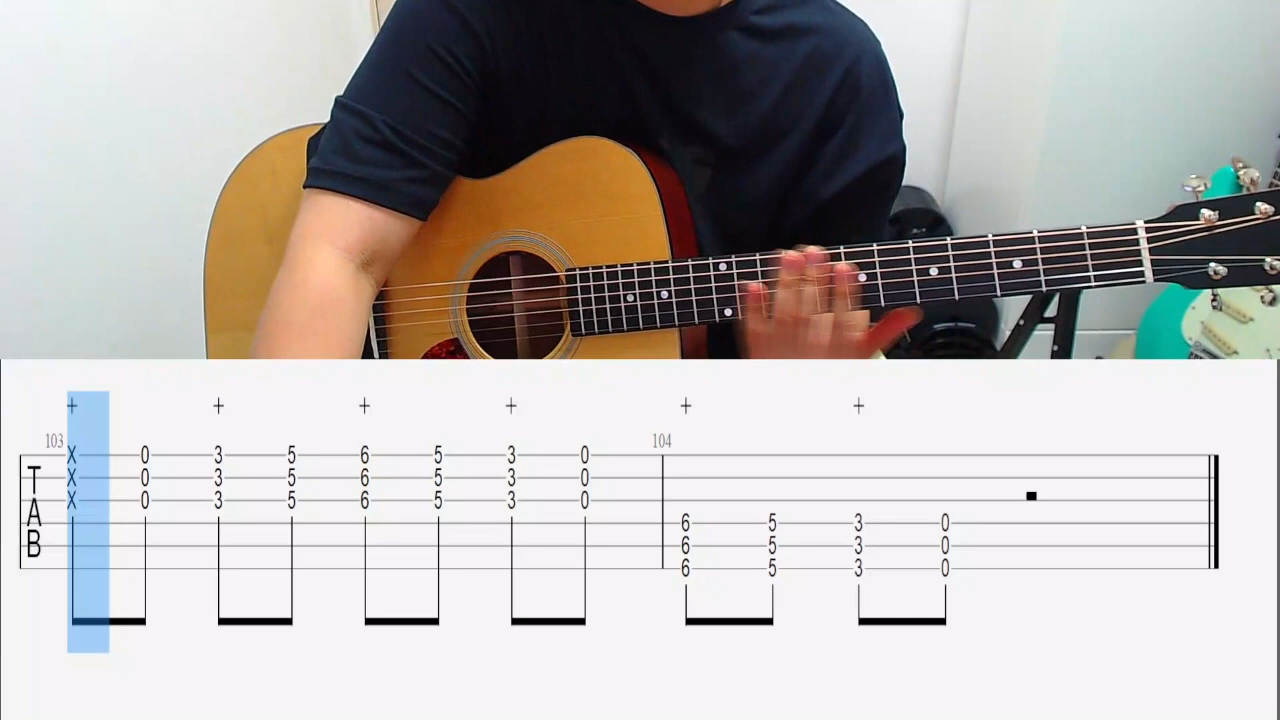 + + + + + +
103 104
X 0 3 5 6 5 3 0
T X 0 3 5 6 5 3 0
X 0 3 5 6 5 3 0
A 6 5 3 0
B 6 5 3 0
6 5 3 0